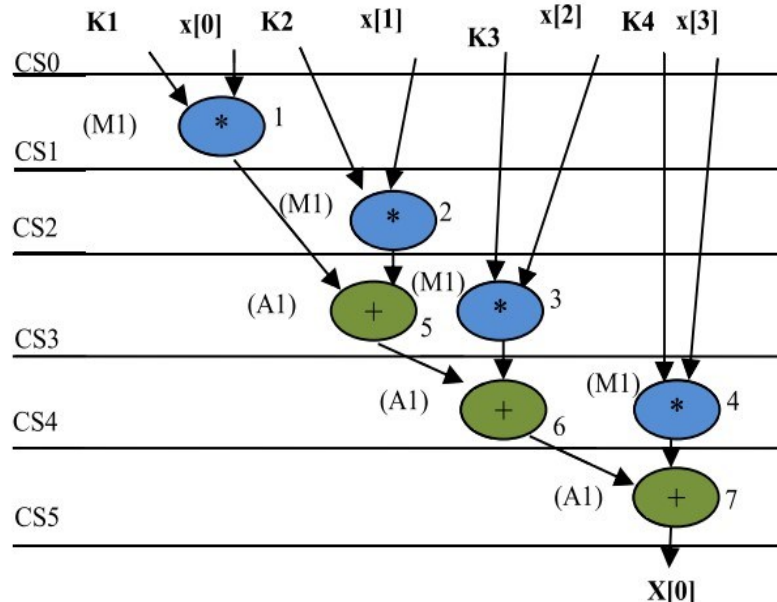 K1 x[0] K2 x[1] K3 x[2] K4 x[3]
CS0
(M1) * 1
CS1
(M1) * 2
CS2
(A1) + 5 (M1) * 3
CS3
(A1) + 6 (M1) * 4
CS4
(A1) + 7
CS5
X[0]